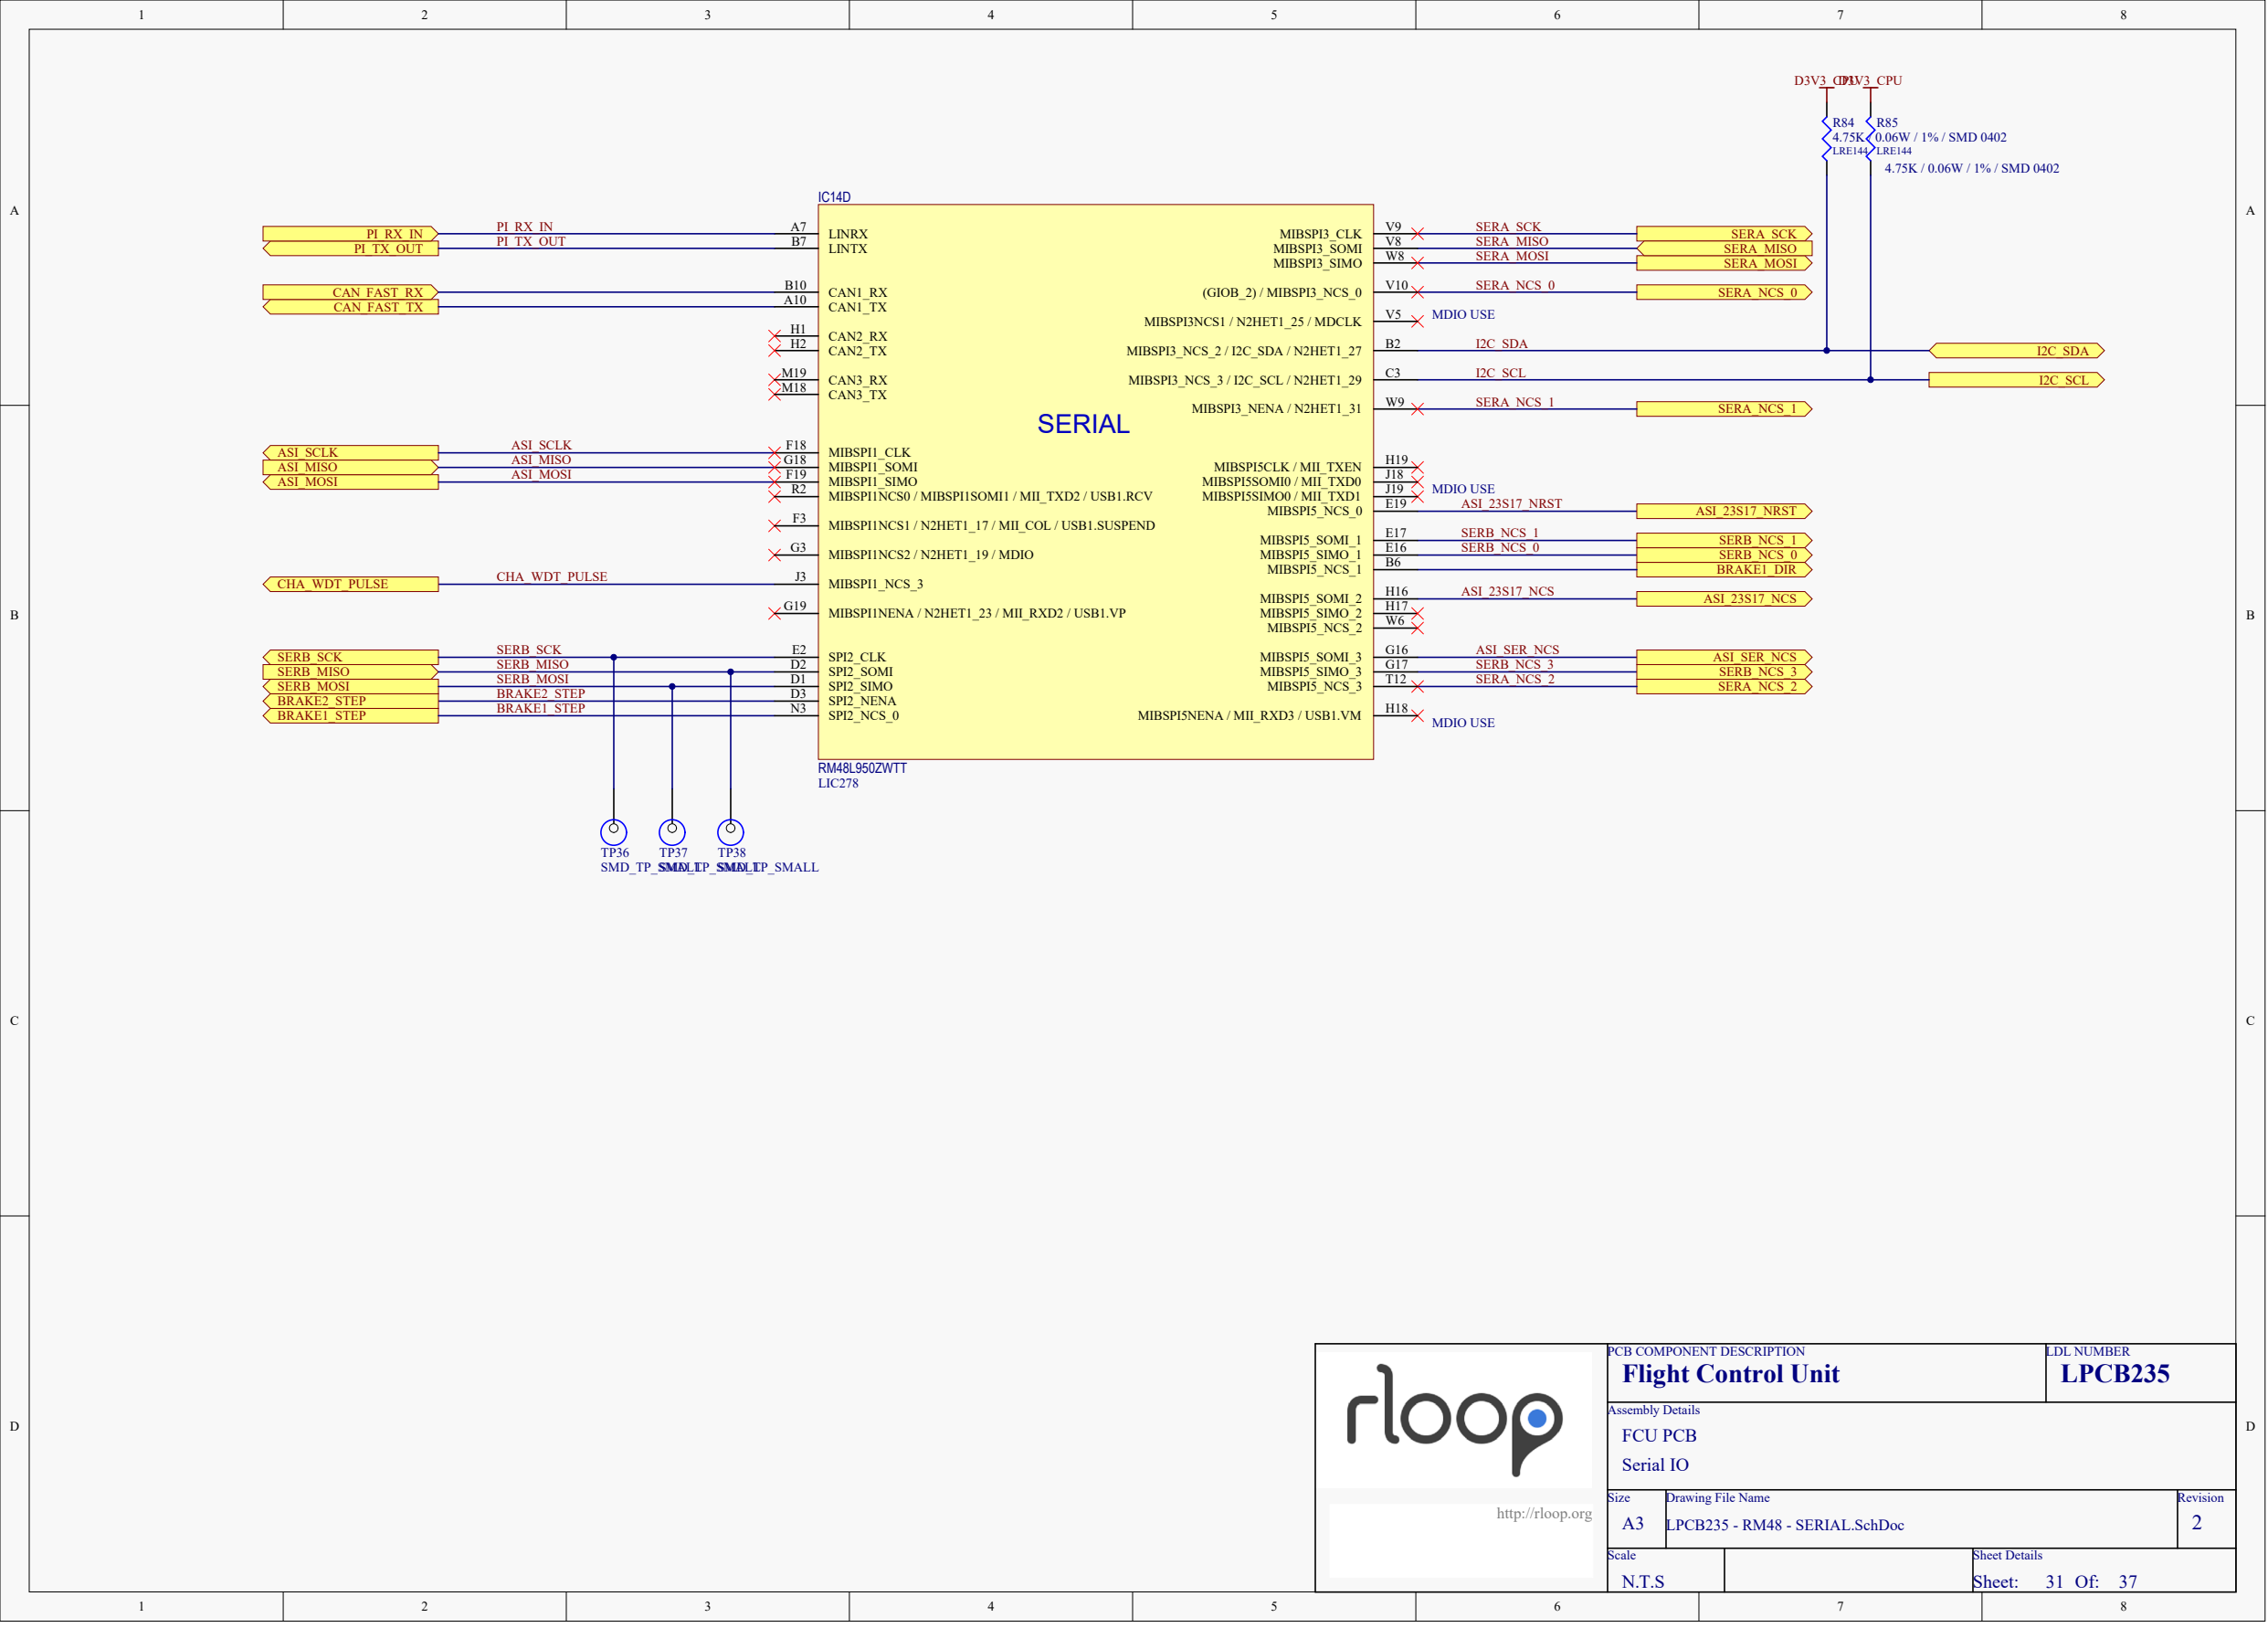 1 2 3 4 5 6 7 8
D3V3_CPU D3V3_CPU
R84 R85
4.75K / 0.06W / 1% / SMD 0402
LRE144 LRE144
4.75K / 0.06W / 1% / SMD 0402
A A
IC14D
PI_RX_IN PI_RX_IN A7 LINRX
PI_TX_OUT PI_TX_OUT B7 LINTX
CAN_FAST_RX B10 CAN1_RX
CAN_FAST_TX A10 CAN1_TX
H1 CAN2_RX
H2 CAN2_TX
M19 CAN3_RX
M18 CAN3_TX
SERIAL
ASI_SCLK ASI_SCLK F18 MIBSPI1_CLK
ASI_MISO ASI_MISO G18 MIBSPI1_SOMI
ASI_MOSI ASI_MOSI F19 MIBSPI1_SIMO
R2 MIBSPI1NCS0 / MIBSPI1SOMI1 / MII_TXD2 / USB1.RCV
F3 MIBSPI1NCS1 / N2HET1_17 / MII_COL / USB1.SUSPEND
G3 MIBSPI1NCS2 / N2HET1_19 / MDIO
CHA_WDT_PULSE CHA_WDT_PULSE J3 MIBSPI1_NCS_3
G19 MIBSPI1NENA / N2HET1_23 / MII_RXD2 / USB1.VP
SERB_SCK SERB_SCK E2 SPI2_CLK
SERB_MISO SERB_MISO D2 SPI2_SOMI
SERB_MOSI SERB_MOSI D1 SPI2_SIMO
BRAKE2_STEP BRAKE2_STEP D3 SPI2_NENA
BRAKE1_STEP BRAKE1_STEP N3 SPI2_NCS_0
MIBSPI3_CLK V9 SERA_SCK SERA_SCK
MIBSPI3_SOMI V8 SERA_MISO SERA_MISO
MIBSPI3_SIMO W8 SERA_MOSI SERA_MOSI
(GIOB_2) / MIBSPI3_NCS_0 V10 SERA_NCS_0 SERA_NCS_0
MIBSPI3NCS1 / N2HET1_25 / MDCLK V5 MDIO USE
MIBSPI3_NCS_2 / I2C_SDA / N2HET1_27 B2 I2C_SDA I2C_SDA
MIBSPI3_NCS_3 / I2C_SCL / N2HET1_29 C3 I2C_SCL I2C_SCL
MIBSPI3_NENA / N2HET1_31 W9 SERA_NCS_1 SERA_NCS_1
MIBSPI5CLK / MII_TXEN H19
MIBSPI5SOMI0 / MII_TXD0 J18
MIBSPI5SIMO0 / MII_TXD1 J19 MDIO USE
MIBSPI5_NCS_0 E19 ASI_23S17_NRST ASI_23S17_NRST
MIBSPI5_SOMI_1 E17 SERB_NCS_1 SERB_NCS_1
MIBSPI5_SIMO_1 E16 SERB_NCS_0 SERB_NCS_0
MIBSPI5_NCS_1 B6 BRAKE1_DIR
MIBSPI5_SOMI_2 H16 ASI_23S17_NCS ASI_23S17_NCS
MIBSPI5_SIMO_2 H17
MIBSPI5_NCS_2 W6
MIBSPI5_SOMI_3 G16 ASI_SER_NCS ASI_SER_NCS
MIBSPI5_SIMO_3 G17 SERB_NCS_3 SERB_NCS_3
MIBSPI5_NCS_3 T12 SERA_NCS_2 SERA_NCS_2
MIBSPI5NENA / MII_RXD3 / USB1.VM H18 MDIO USE
B B
RM48L950ZWTT
LIC278
TP36 TP37 TP38
SMD_TP_SMALL SMD_TP_SMALL SMD_TP_SMALL
C C
D D
rloop
http://rloop.org
PCB COMPONENT DESCRIPTION LDL NUMBER
Flight Control Unit LPCB235
Assembly Details
FCU PCB
Serial IO
Size Drawing File Name Revision
A3 LPCB235 - RM48 - SERIAL.SchDoc 2
Scale Sheet Details
N.T.S Sheet: 31 Of: 37
1 2 3 4 5 6 7 8